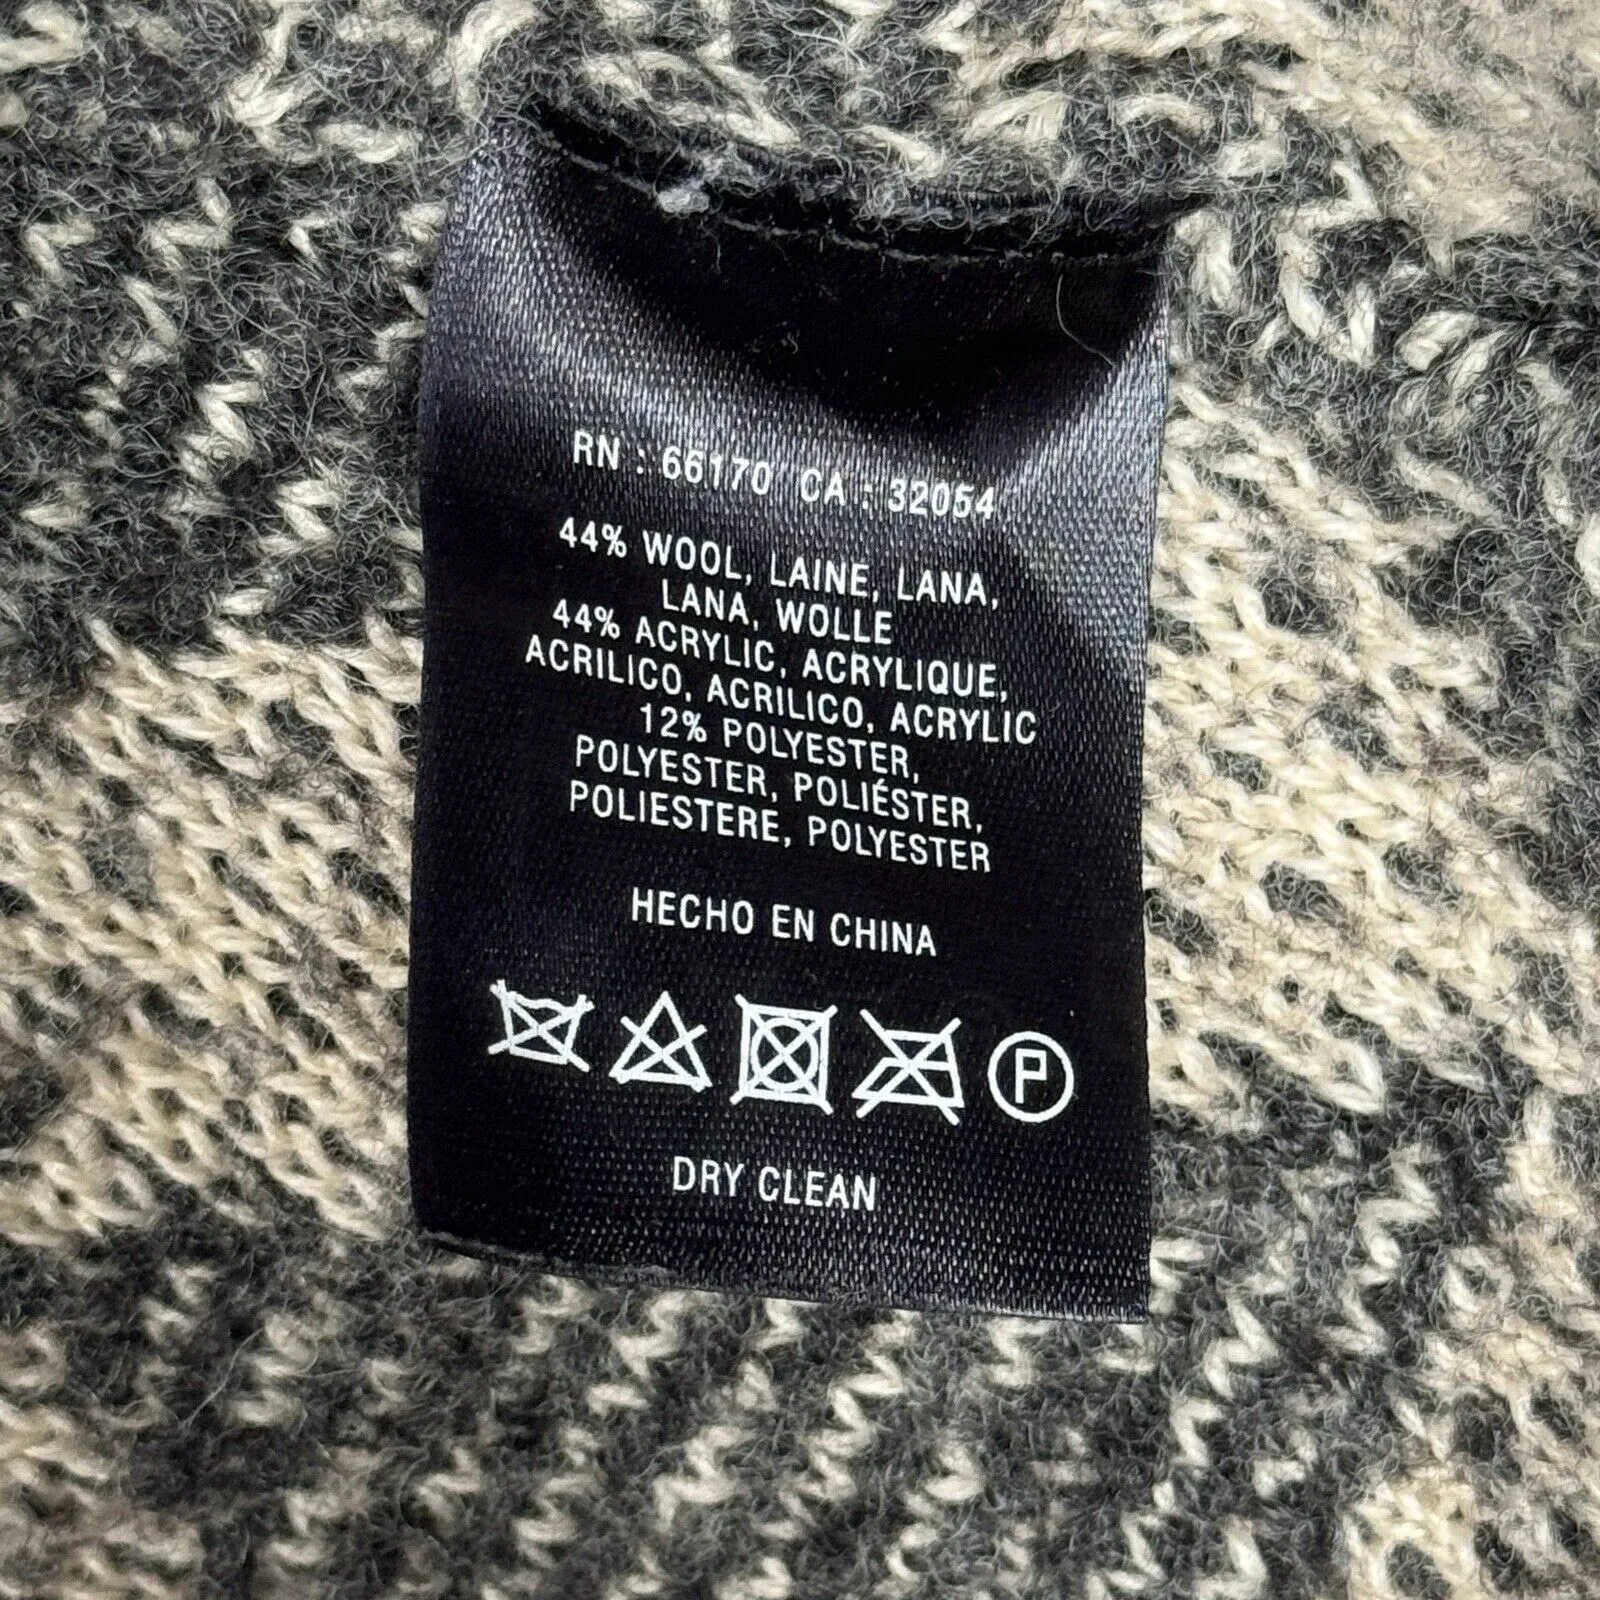 RN : 66170 CA : 32054
44% WOOL, LAINE, LANA,
LANA, WOLLE
44% ACRYLIC, ACRYLIQUE,
ACRILICO, ACRILICO, ACRYLIC
12% POLYESTER,
POLYESTER, POLIÉSTER,
POLIESTERE, POLYESTER
HECHO EN CHINA
P
DRY CLEAN